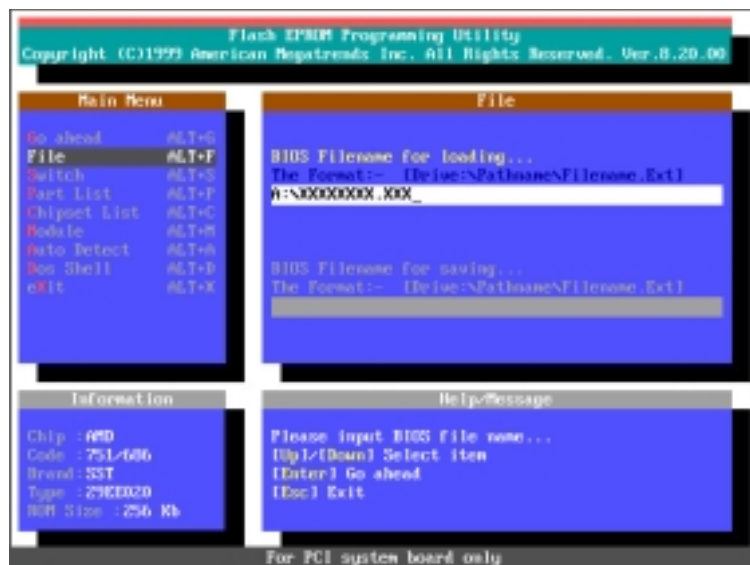 Flash EPROM Programming Utility
Copyright (C)1999 American Megatrends Inc. All Rights Reserved. Ver.8.20.00
Main Menu
Go ahead ALT+G
File ALT+F
Switch ALT+S
Part List ALT+P
Chipset List ALT+C
Module ALT+M
Auto Detect ALT+A
Dos Shell ALT+D
eXit ALT+X
File
BIOS Filename for loading...
The Format:- [Drive:\Pathname\Filename.Ext]
A:\XXXXXXXX.XXX_
BIOS Filename for saving...
The Format:- [Drive:\Pathname\Filename.Ext]
Information
Chip :AMD
Code :751/686
Brand:SST
Type :29EE020
ROM Size :256 Kb
Help/Message
Please input BIOS file name...
[Up]/[Down] Select item
[Enter] Go ahead
[Esc] Exit
For PCI system board only